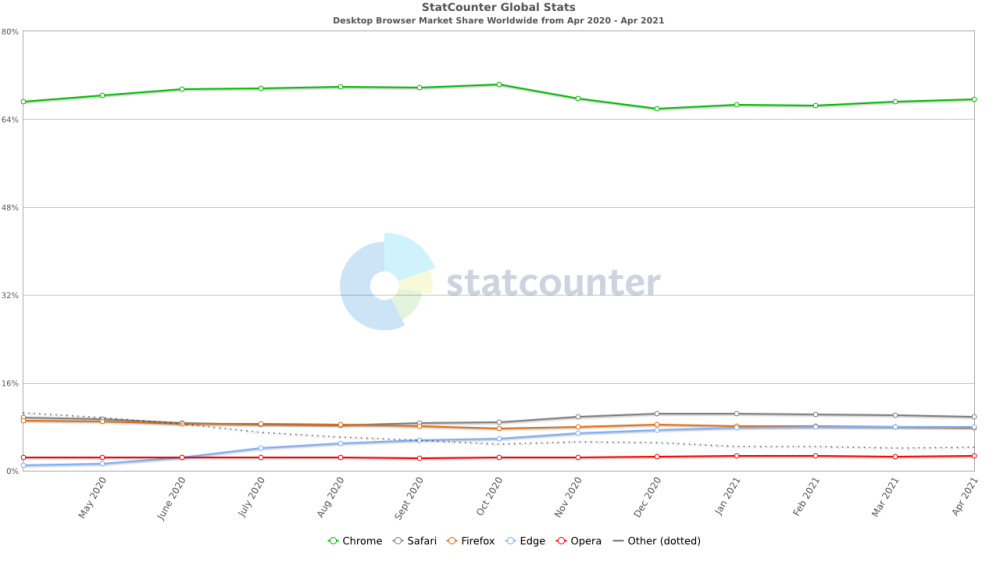 StatCounter Global Stats
Desktop Browser Market Share Worldwide from Apr 2020 - Apr 2021
80%
64%
48%
32%
16%
0%
statcounter
May 2020
June 2020
July 2020
Aug 2020
Sept 2020
Oct 2020
Nov 2020
Dec 2020
Jan 2021
Feb 2021
Mar 2021
Apr 2021
Chrome Safari Firefox Edge Opera Other (dotted)